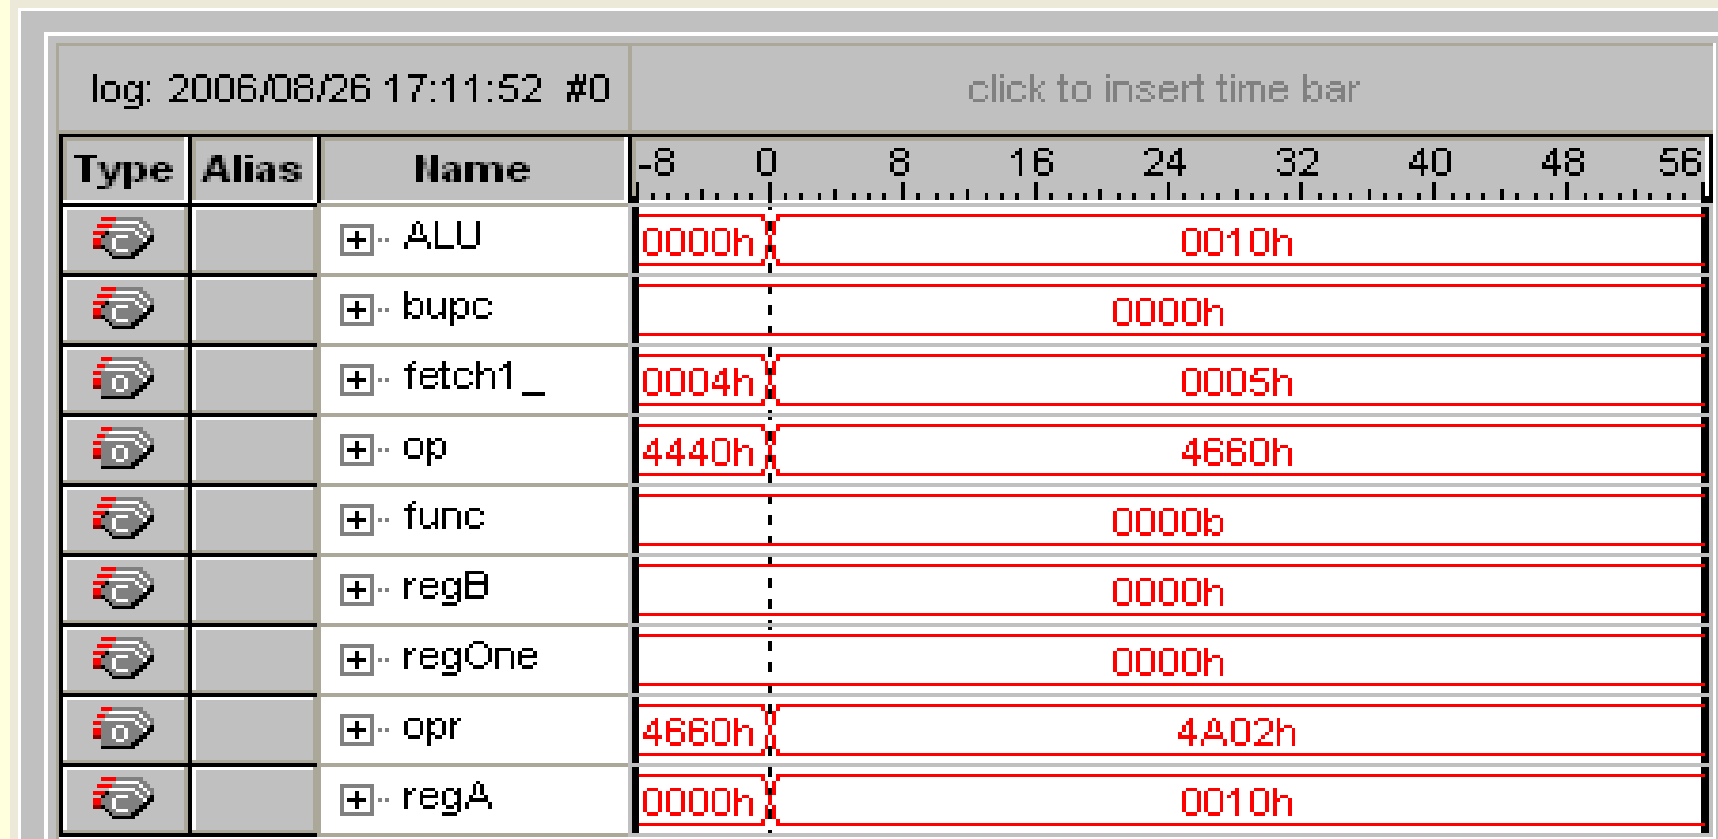 log: 2006/08/26 17:11:52 #0 click to insert time bar
Type Alias Name -8 0 8 16 24 32 40 48 56
C ALU 0000h 0010h
C bupc 0000h
O fetch1_ 0004h 0005h
O op 4440h 4660h
C func 0000b
C regB 0000h
C regOne 0000h
O opr 4660h 4A02h
C regA 0000h 0010h